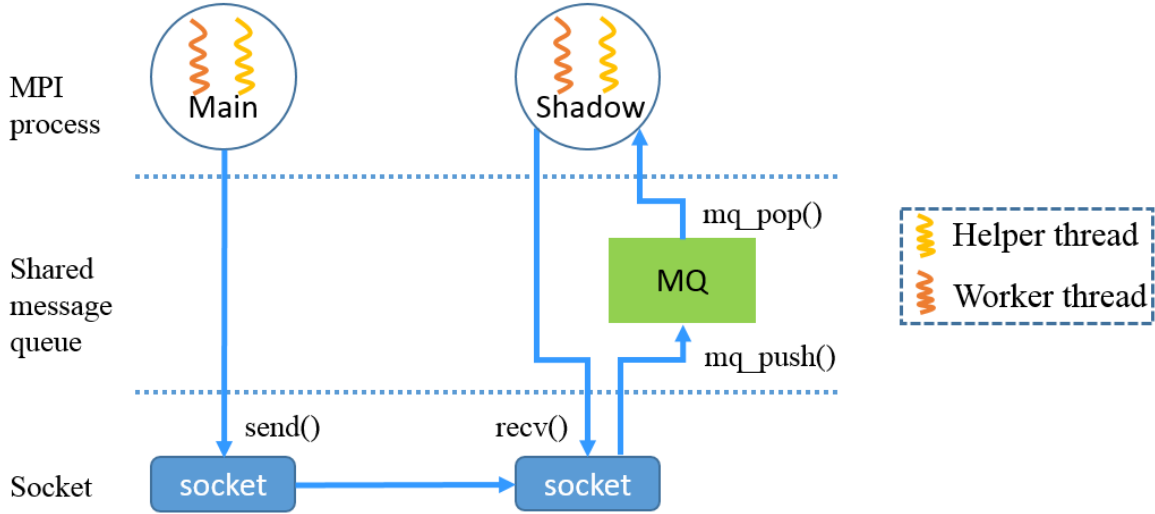 MPI
process
Main
Shadow
mq_pop()
Shared
message
queue
MQ
mq_push()
Helper thread
Worker thread
send()
recv()
Socket
socket
socket